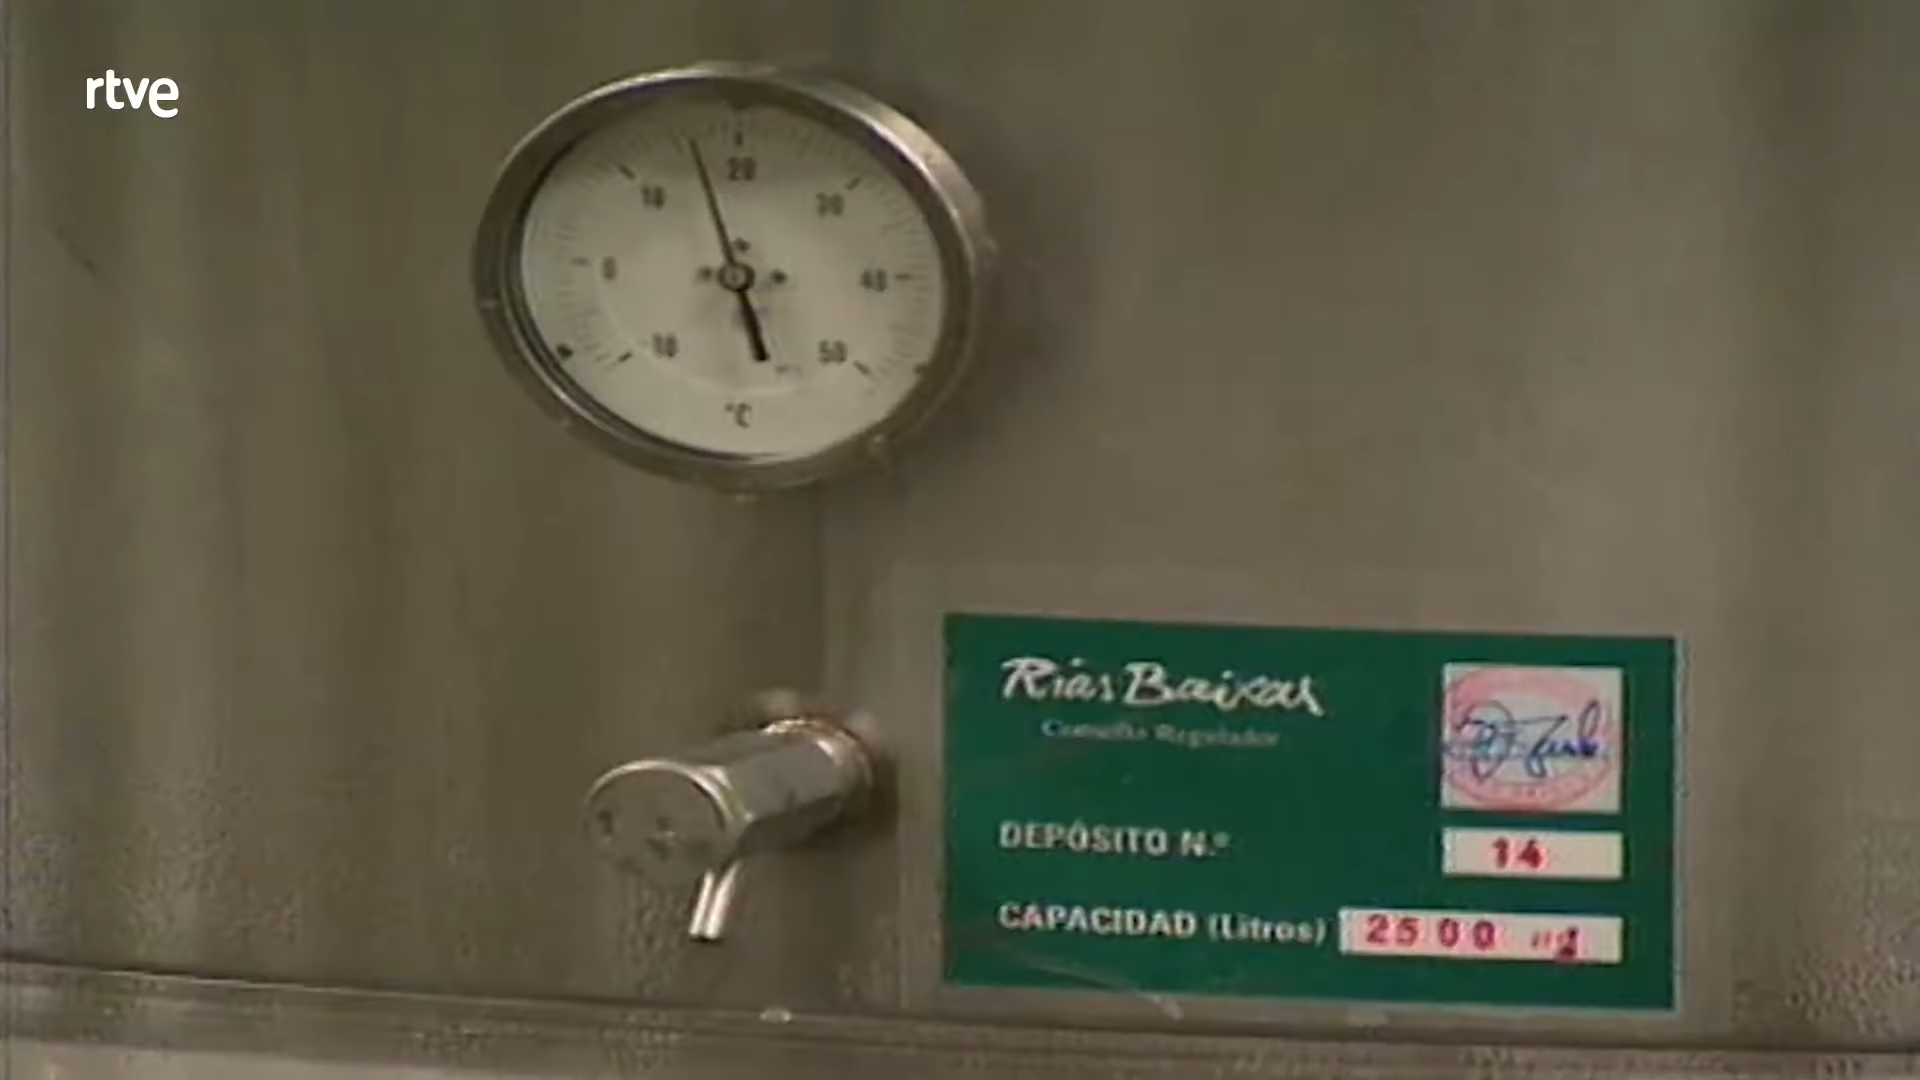 rtve
20
10
30
0
40
10
50
°C
Rías Baixas
Consello Regulador
DEPÓSITO N.º 14
CAPACIDAD (Litros) 2500